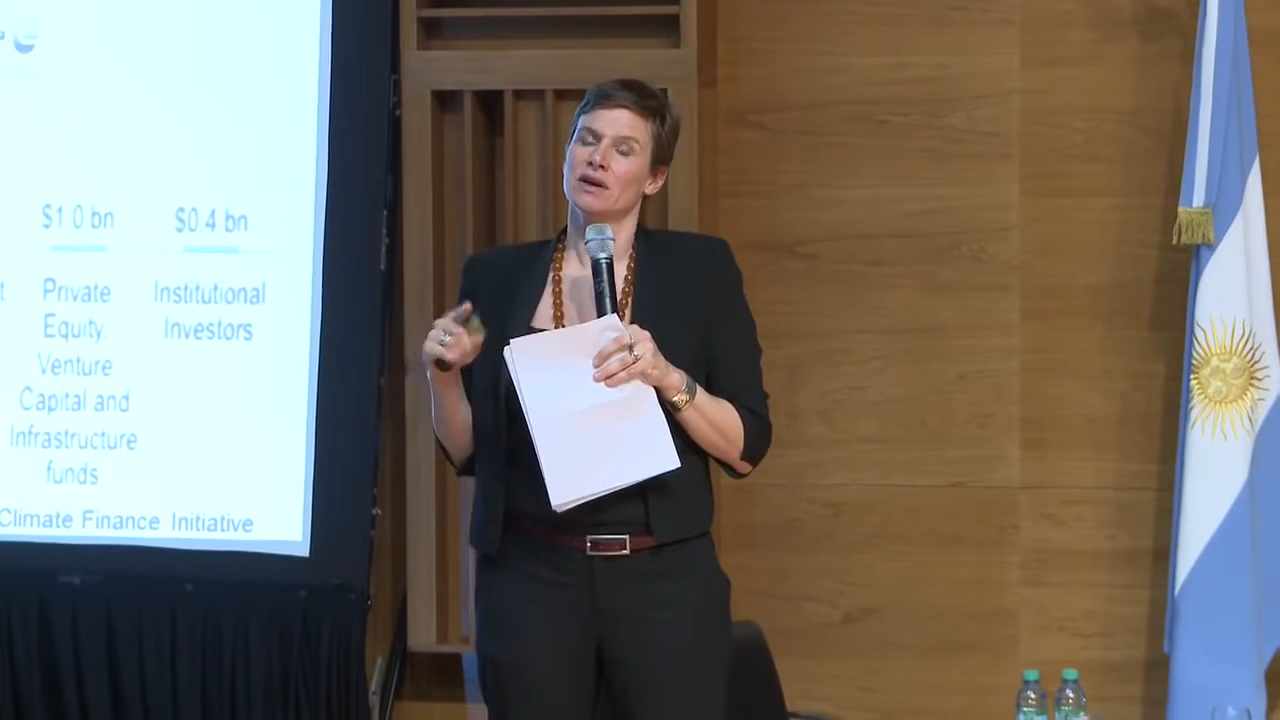 $1.0 bn
$0.4 bn
Private
Equity,
Venture
Capital and
Infrastructure
funds
Institutional
Investors
Climate Finance Initiative